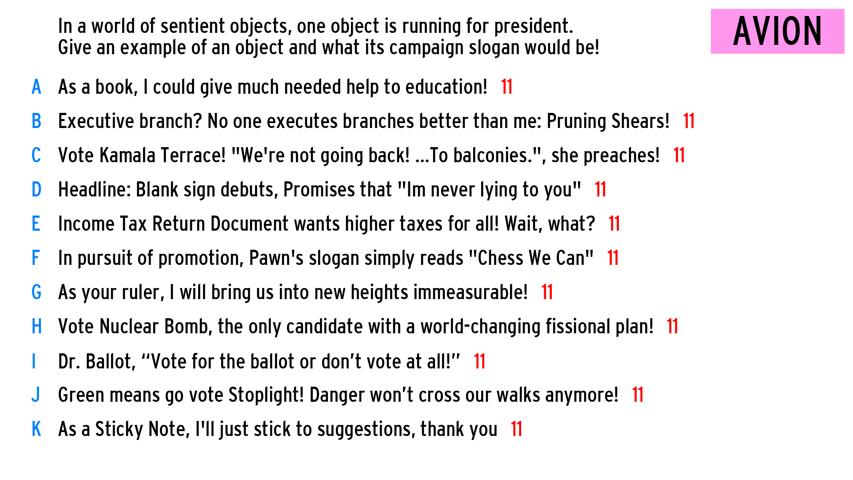 In a world of sentient objects, one object is running for president.
AVION
Give an example of an object and what its campaign slogan would be!
A As a book, I could give much needed help to education! 11
B Executive branch? No one executes branches better than me: Pruning Shears! 11
C Vote Kamala Terrace! "We're not going back! ...To balconies.", she preaches! 11
D Headline: Blank sign debuts, Promises that "Im never lying to you" 11
E Income Tax Return Document wants higher taxes for all! Wait, what? 11
F In pursuit of promotion, Pawn's slogan simply reads "Chess We Can" 11
G As your ruler, I will bring us into new heights immeasurable! 11
H Vote Nuclear Bomb, the only candidate with a world-changing fissional plan! 11
I Dr. Ballot, “Vote for the ballot or don’t vote at all!” 11
J Green means go vote Stoplight! Danger won’t cross our walks anymore! 11
K As a Sticky Note, I'll just stick to suggestions, thank you 11